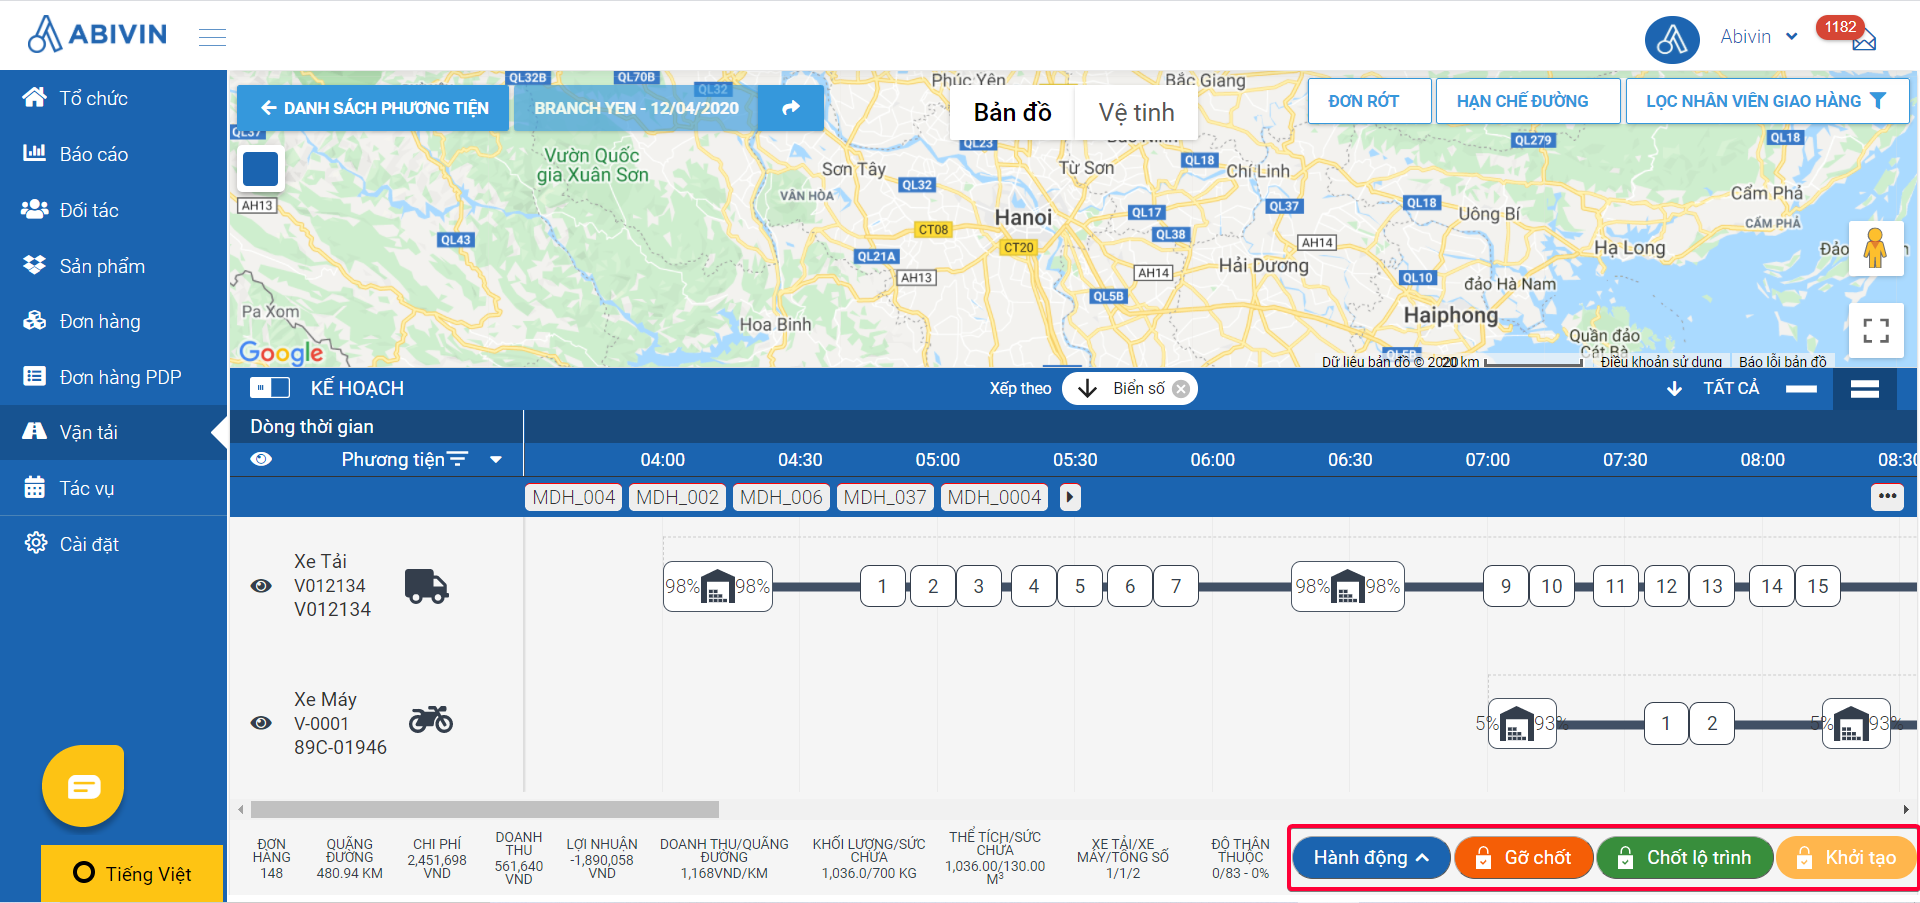 ABIVIN
Abivin
1182
Tổ chức
Báo cáo
Đối tác
Sản phẩm
Đơn hàng
Đơn hàng PDP
Vận tải
Tác vụ
Cài đặt
Tiếng Việt
DANH SÁCH PHƯƠNG TIỆN
BRANCH YEN - 12/04/2020
Bản đồ
Vệ tinh
ĐƠN RỚT
HẠN CHẾ ĐƯỜNG
LỌC NHÂN VIÊN GIAO HÀNG
QL32B
QL70B
QL32
Phúc Yên
Bắc Giang
QL37
Vườn Quốc
gia Xuân Sơn
QL23
Bắc Ninh
Từ Sơn
QL18
QL279
QL18
Sơn Tây
Chí Linh
VÂN HÒA
QL32
AH13
Hanoi
QL17
QL37
QL18
Uông Bí
Cẩm Phả
CẨM PHẢ
QL43
CT08
CT20
QL38
AH14
Hạ Long
Đảo
QL21A
AH13
AH14
Hải Dương
QL10
đảo Hà Nam
QL5B
Pa Xom
Hoa Binh
Haiphong
Quần đảo
Cát Bà
QL5B
Google
Dữ liệu bản đồ © 2020
20 km
Điều khoản sử dụng
Báo lỗi bản đồ
KẾ HOẠCH
Xếp theo
Biển số
TẤT CẢ
Dòng thời gian
Phương tiện
04:00
04:30
05:00
05:30
06:00
06:30
07:00
07:30
08:00
08:30
MDH_004
MDH_002
MDH_006
MDH_037
MDH_0004
Xe Tải
V012134
V012134
98%
98%
1
2
3
4
5
6
7
98%
98%
9
10
11
12
13
14
15
Xe Máy
V-0001
89C-01946
5%
93%
1
2
5%
93%
ĐƠN
HÀNG
148
QUÃNG
ĐƯỜNG
480.94 KM
CHI PHÍ
2,451,698
VND
DOANH
THU
561,640
VND
LỢI NHUẬN
-1,890,058
VND
DOANH THU/QUÃNG
ĐƯỜNG
1,168VND/KM
KHỐI LƯỢNG/SỨC
CHỨA
1,036.0/700 KG
THỂ TÍCH/SỨC
CHỨA
1,036.00/130.00
M³
XE TẢI/XE
MÁY/TỔNG SỐ
1/1/2
ĐỘ THÂN
THUỘC
0/83 - 0%
Hành động
Gỡ chốt
Chốt lộ trình
Khởi tạo